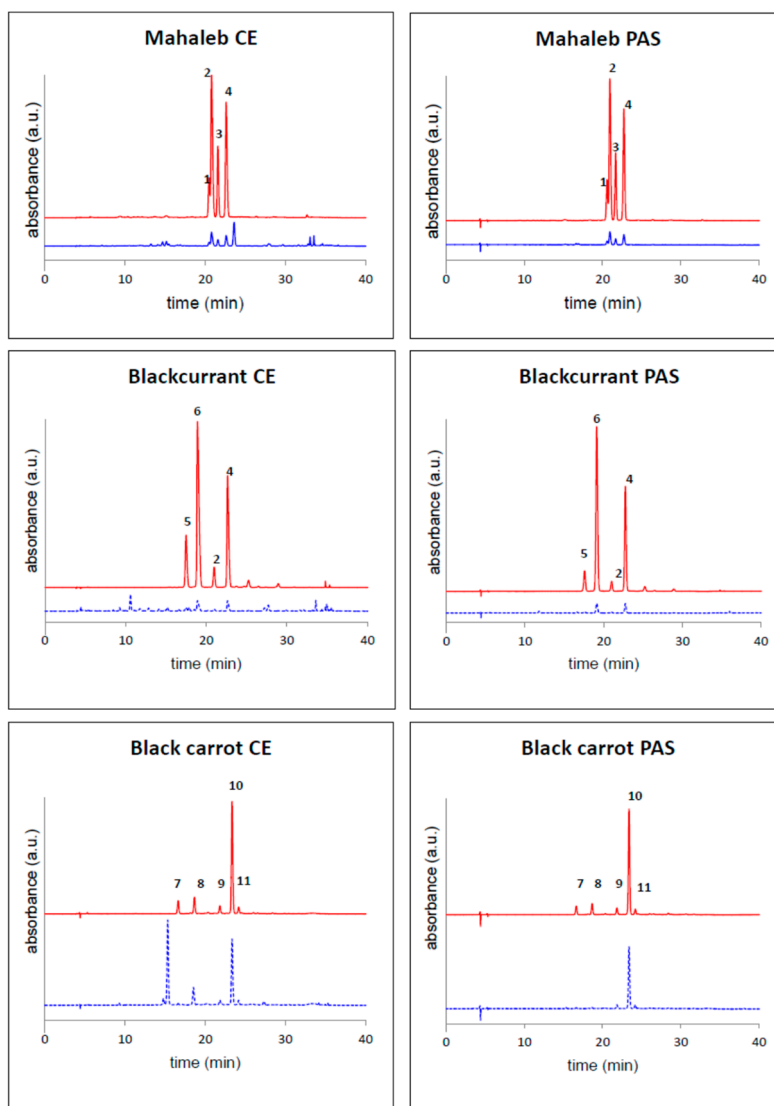 Mahaleb CE
2
4
3
1
absorbance (a.u.)
0 10 20 30 40
time (min)
Mahaleb PAS
2
4
3
1
absorbance (a.u.)
0 10 20 30 40
time (min)
Blackcurrant CE
6
4
5
2
absorbance (a.u.)
0 10 20 30 40
time (min)
Blackcurrant PAS
6
4
5
2
absorbance (a.u.)
0 10 20 30 40
time (min)
Black carrot CE
10
7 8 9 11
absorbance (a.u.)
0 10 20 30 40
time (min)
Black carrot PAS
10
7 8 9 11
absorbance (a.u.)
0 10 20 30 40
time (min)